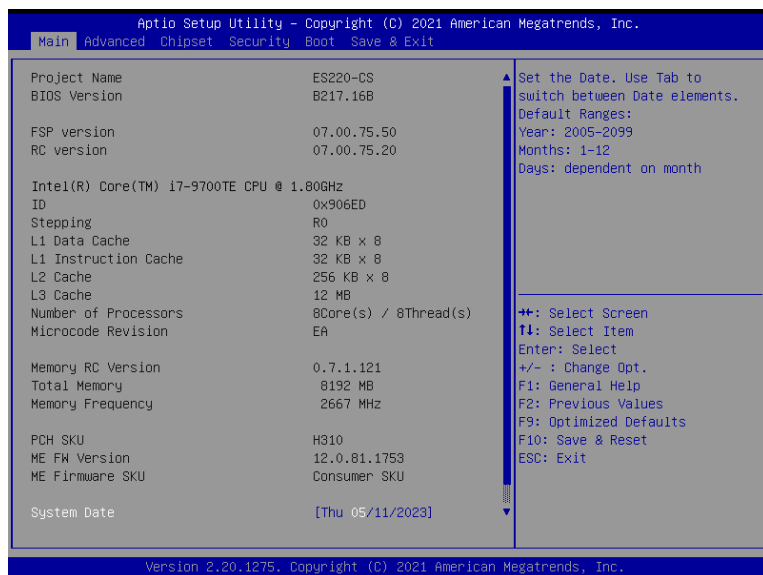 Aptio Setup Utility – Copyright (C) 2021 American Megatrends, Inc.
Main Advanced Chipset Security Boot Save & Exit
Project Name ES220-CS
BIOS Version B217.16B
FSP version 07.00.75.50
RC version 07.00.75.20
Intel(R) Core(TM) i7-9700TE CPU @ 1.80GHz
ID 0x906ED
Stepping R0
L1 Data Cache 32 KB x 8
L1 Instruction Cache 32 KB x 8
L2 Cache 256 KB x 8
L3 Cache 12 MB
Number of Processors 8Core(s) / 8Thread(s)
Microcode Revision EA
Memory RC Version 0.7.1.121
Total Memory 8192 MB
Memory Frequency 2667 MHz
PCH SKU H310
ME FW Version 12.0.81.1753
ME Firmware SKU Consumer SKU
System Date [Thu 05/11/2023]
Set the Date. Use Tab to
switch between Date elements.
Default Ranges:
Year: 2005-2099
Months: 1-12
Days: dependent on month
→←: Select Screen
↑↓: Select Item
Enter: Select
+/- : Change Opt.
F1: General Help
F2: Previous Values
F9: Optimized Defaults
F10: Save & Reset
ESC: Exit
Version 2.20.1275. Copyright (C) 2021 American Megatrends, Inc.